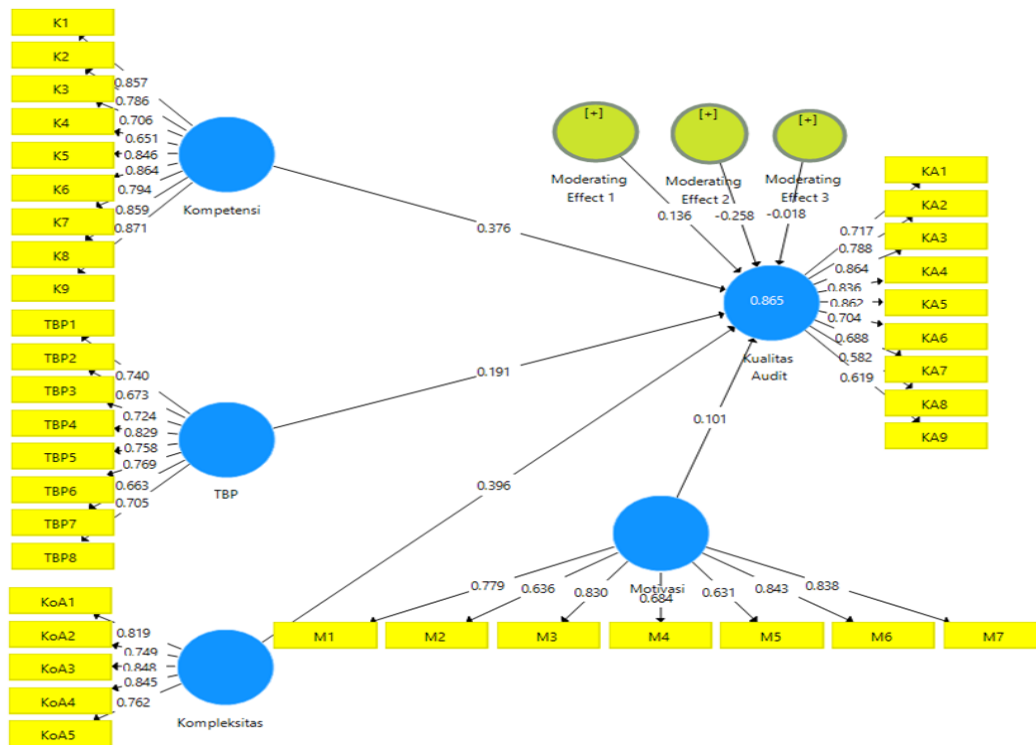 K1
K2
K3
K4
K5
K6
K7
K8
K9
0.857
0.786
0.706
0.651
0.846
0.864
0.794
0.859
0.871
Kompetensi
0.376
[+]
[+]
[+]
Moderating
Effect 1
Moderating
Effect 2
Moderating
Effect 3
0.136
-0.258
-0.018
KA1
KA2
KA3
KA4
KA5
KA6
KA7
KA8
KA9
0.717
0.788
0.864
0.836
0.862
0.704
0.688
0.582
0.619
0.865
Kualitas
Audit
TBP1
TBP2
TBP3
TBP4
TBP5
TBP6
TBP7
TBP8
0.740
0.673
0.724
0.829
0.758
0.769
0.663
0.705
TBP
0.191
0.396
0.101
KoA1
KoA2
KoA3
KoA4
KoA5
0.819
0.749
0.848
0.845
0.762
Kompleksitas
Motivasi
0.779
0.636
0.830
0.684
0.631
0.843
0.838
M1
M2
M3
M4
M5
M6
M7